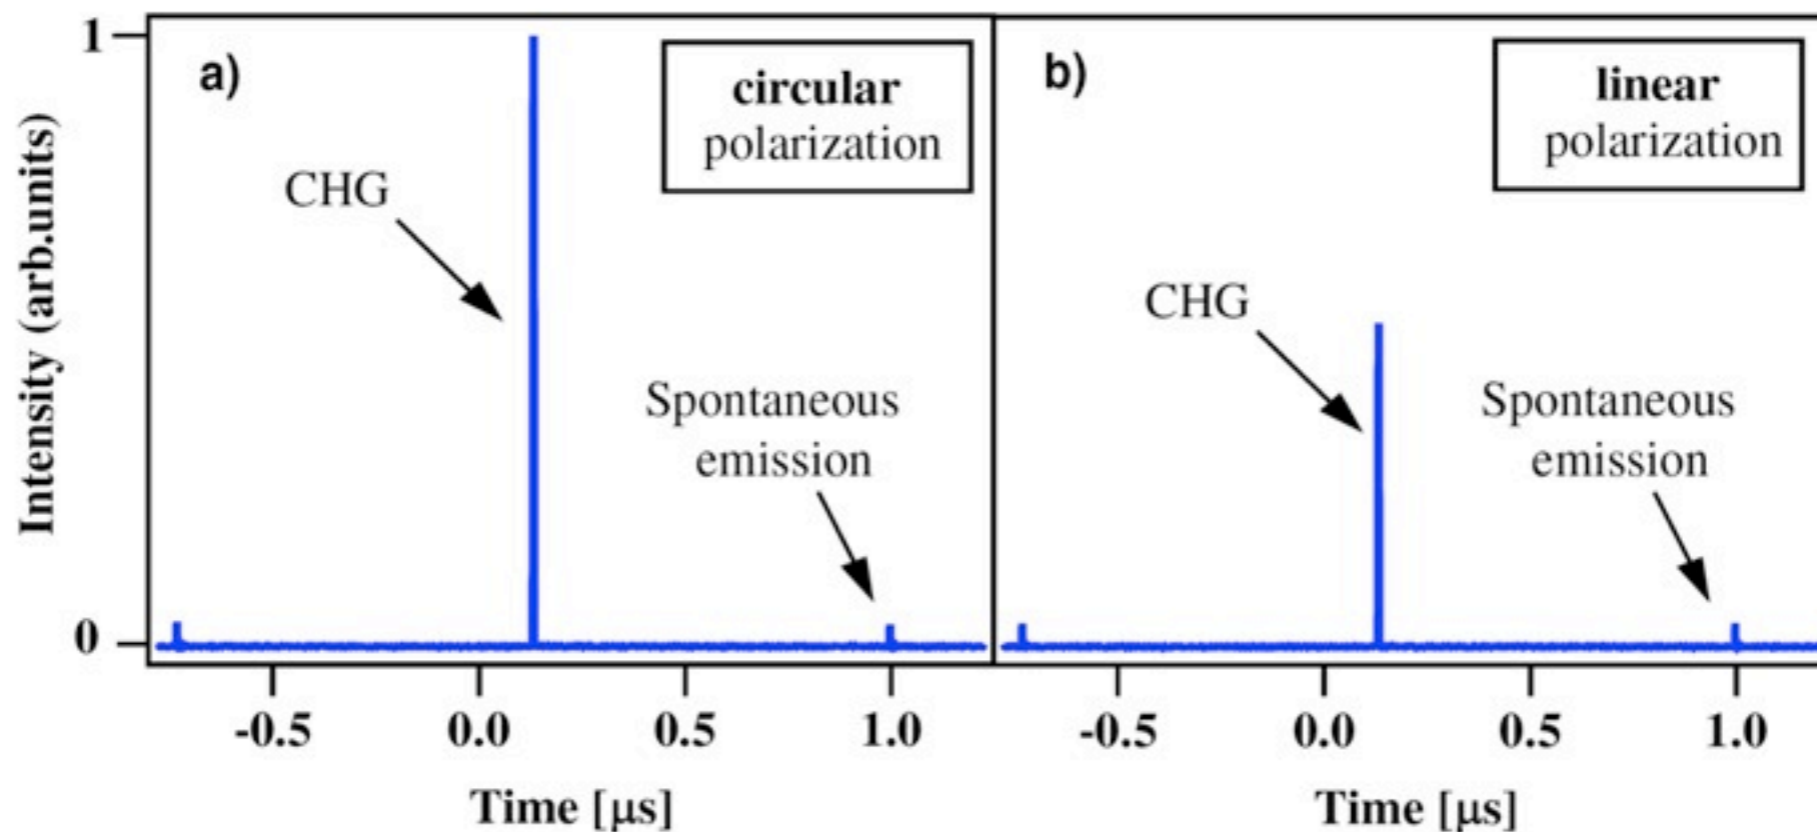 Intensity (arb.units)
1
0
a)
circular
polarization
CHG
Spontaneous
emission
-0.5 0.0 0.5 1.0
Time [μs]
b)
linear
polarization
CHG
Spontaneous
emission
-0.5 0.0 0.5 1.0
Time [μs]